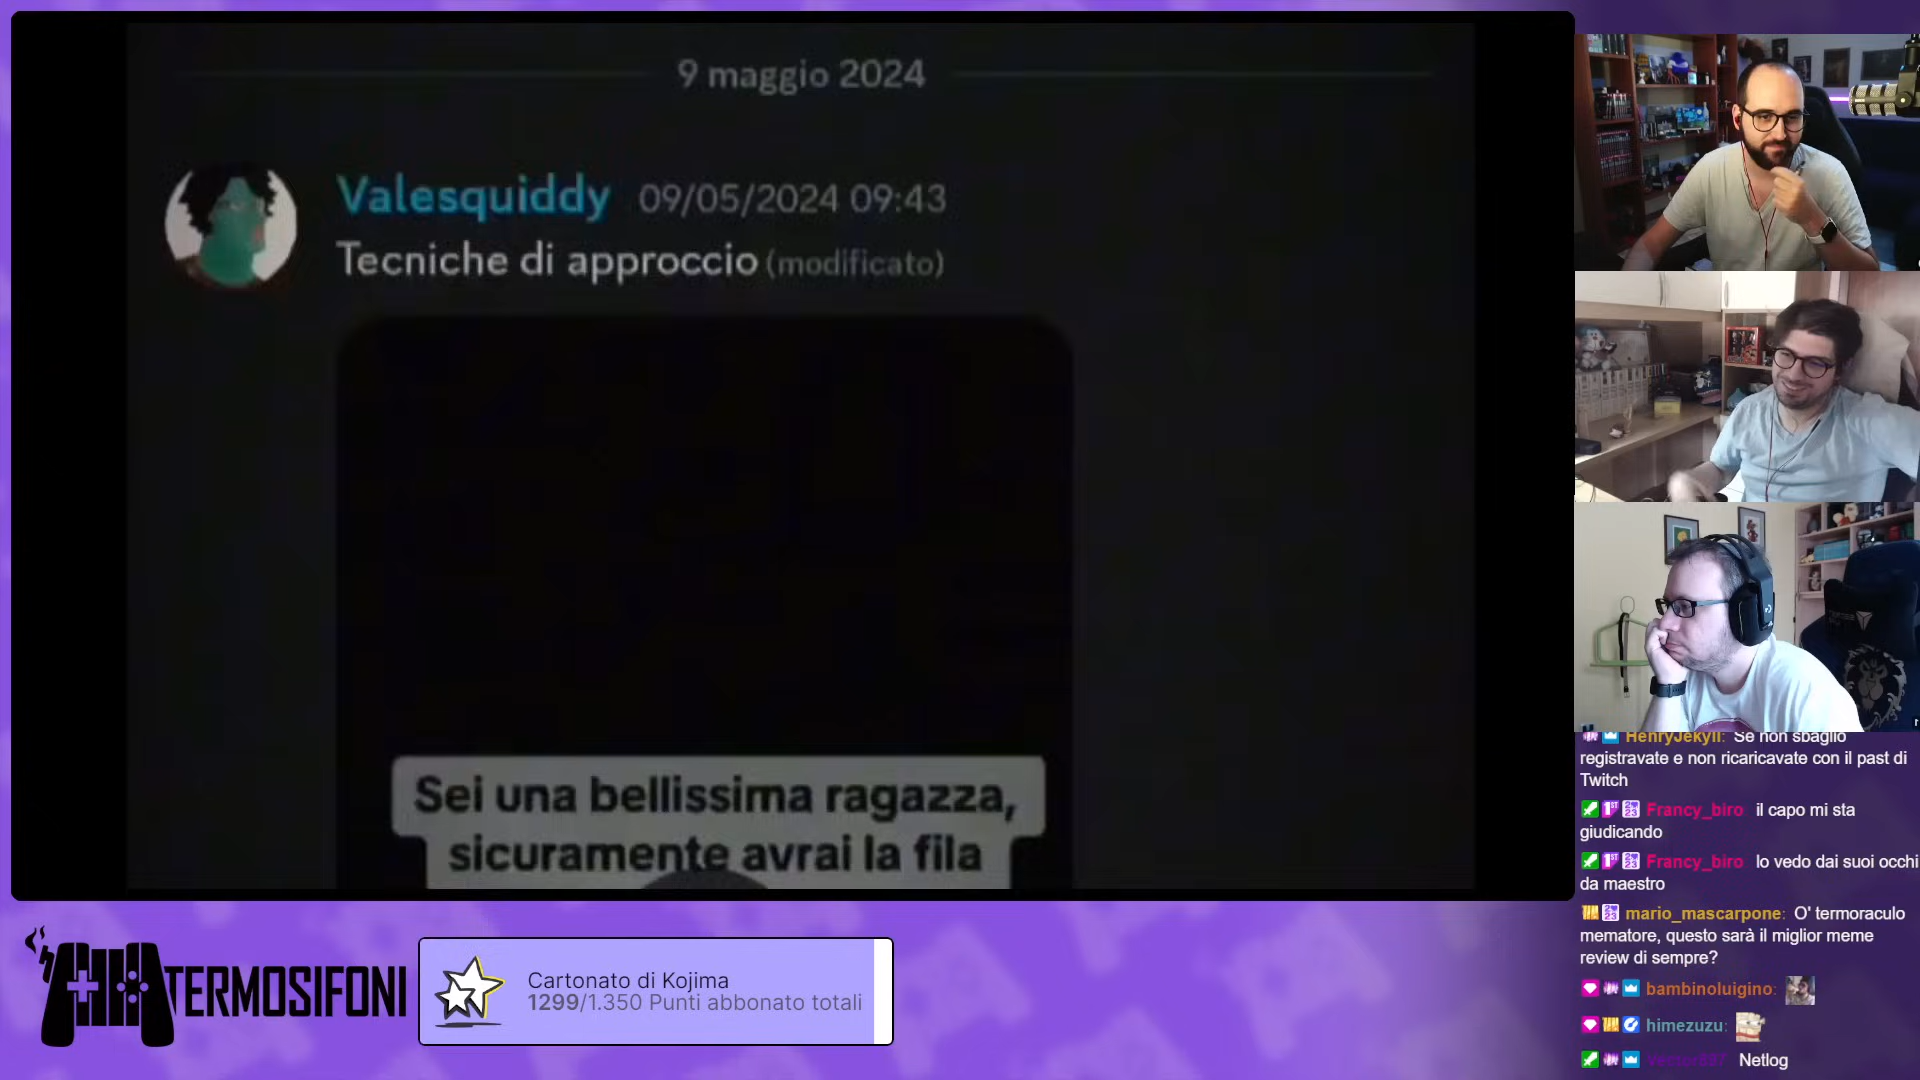 9 maggio 2024
Valesquiddy 09/05/2024 09:43
Tecniche di approccio (modificato)
Sei una bellissima ragazza,
sicuramente avrai la fila
TERMOSIFONI
Cartonato di Kojima
1299/1.350 Punti abbonato totali
HenryJekyll: Se non sbaglio
registravate e non ricaricavate con il past di
Twitch
Francy_biro il capo mi sta
giudicando
Francy_biro lo vedo dai suoi occhi
da maestro
mario_mascarpone: O' termoraculo
mematore, questo sarà il miglior meme
review di sempre?
bambinoluigino:
himezuzu:
Netlog